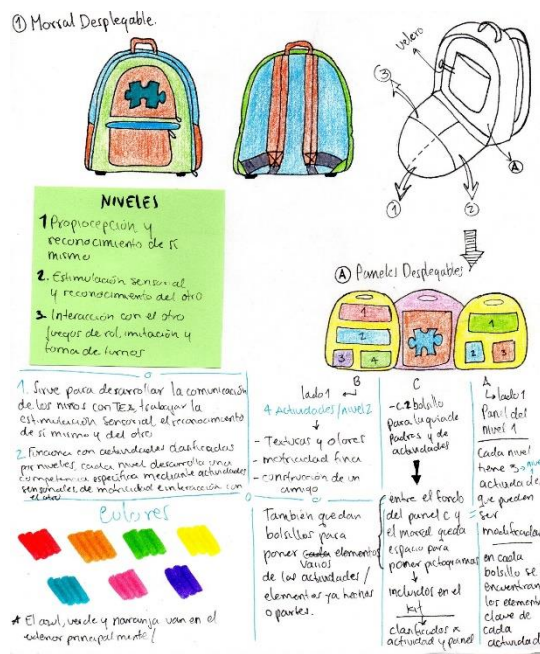 ① Morral Desplegable.
velcro
③
Ⓐ
①
②
NIVELES
1 Propiocepción y
reconocimiento de sí
mismo
2. Estimulación sensorial
y reconocimiento del otro
3. Interacción con el otro
juegos de rol, imitación y
toma de turnos
Ⓐ Paneles Desplegables
1
2
3
4
1
2
3
1. Sirve para desarrollar la comunicación
de los niños con TEA, trabajar la
estimulación sensorial, el reconocimiento
de sí mismo y del otro
2. Funciona con actividades clasificadas
por niveles, cada nivel desarrolla una
competencia específica mediante actividades
sensoriales, de motricidad e interacción con
el otro
Colores
* El azul, verde y naranja van en el
exterior principalmente /
B
lado 1
4 Actividades/nivel 2
- Texturas y olores
- motricidad fina
- construcción de un
amigo
También quedan
bolsillos para
poner elementos
varios
de las actividades /
elementos ya hechos
o partes.
C
- c.2 bolsillo
Para la guía de
Padres y de
actividades
entre el fondo
del panel C y
el morral queda
espacio para
poner pictogramas
incluidos en el
kit
clasificados x
actividad y panel
A
lado 1
Panel del
nivel 1
Cada nivel
tiene 3
actividades
que pueden
ser
modificadas
en cada
bolsillo se
encuentran
los elementos
clave de
cada
actividad